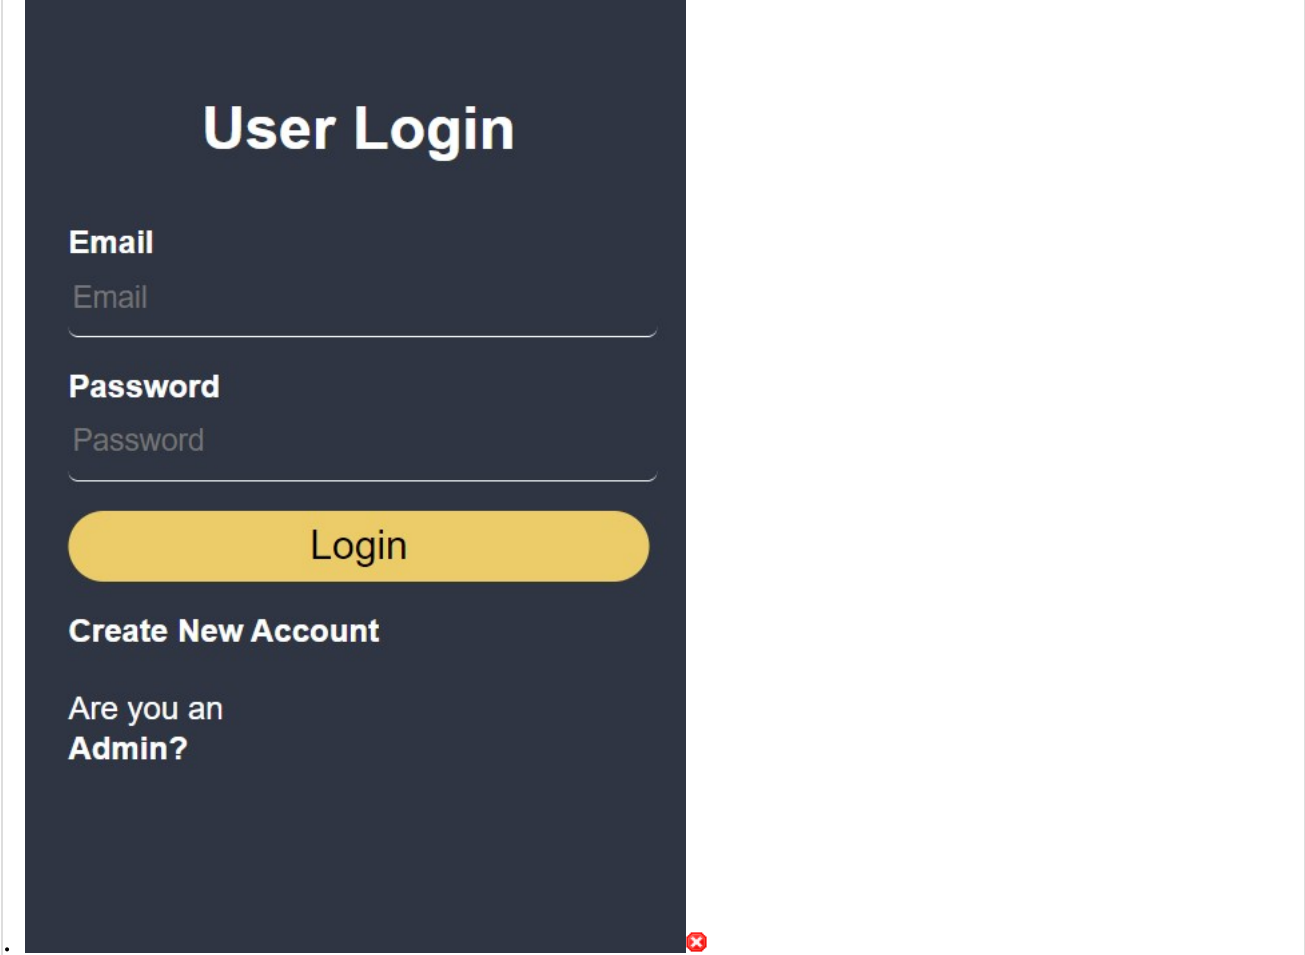 User Login
Email
Email
Password
Password
Login
Create New Account
Are you an
Admin?